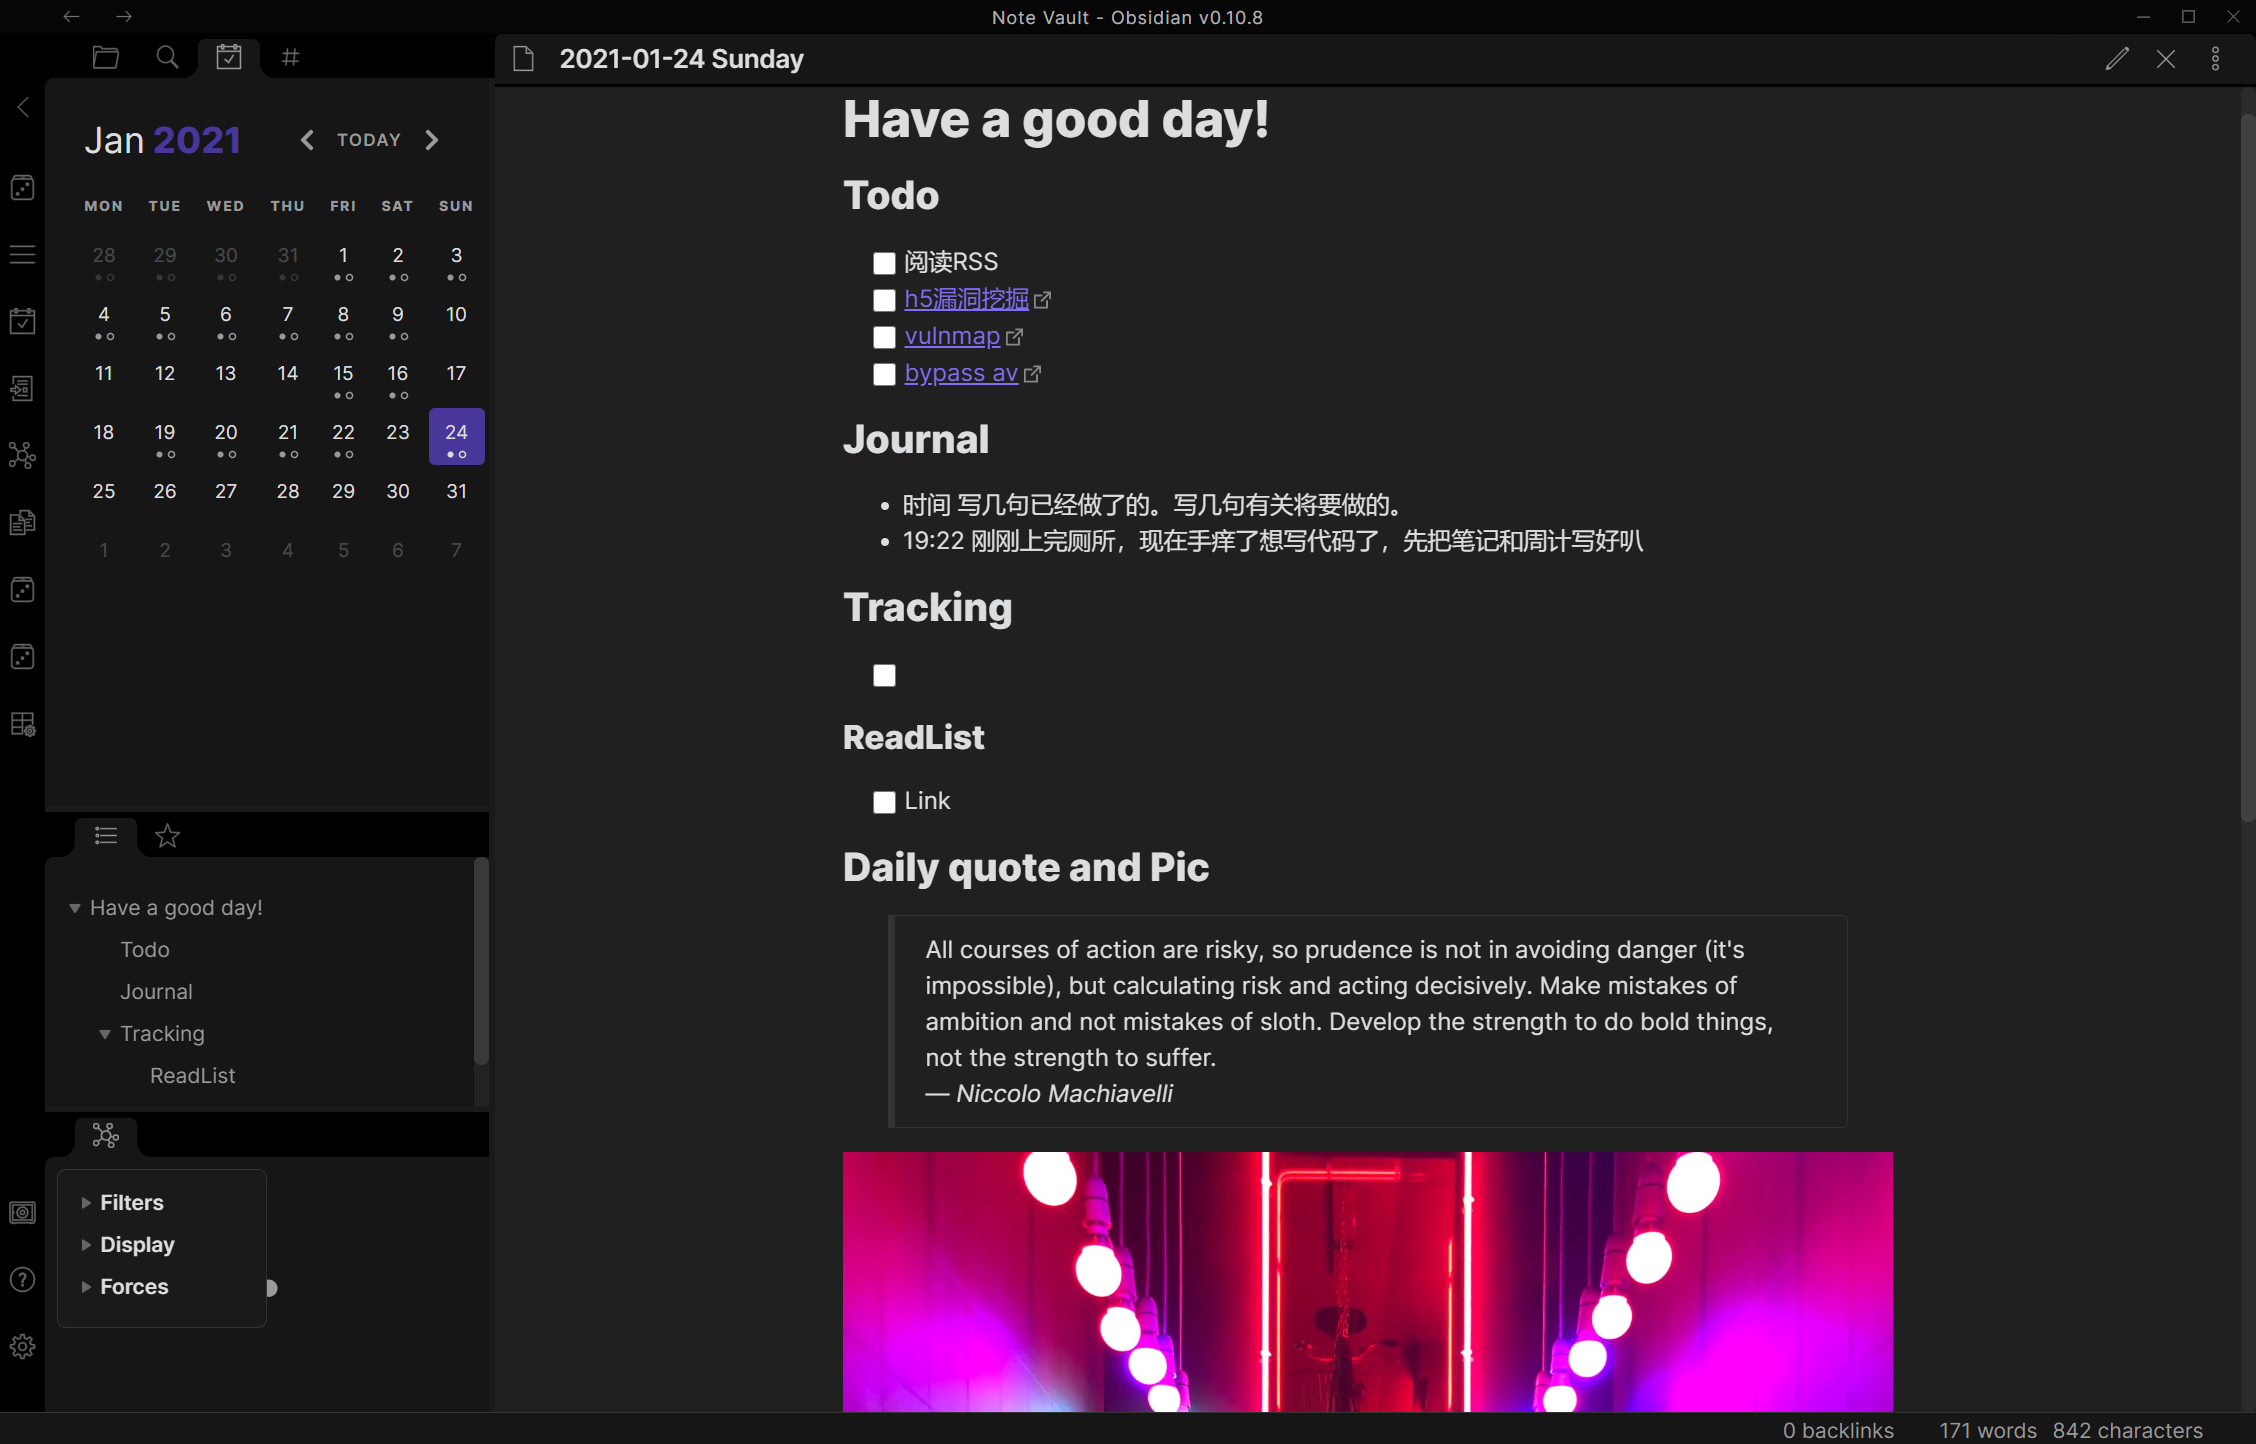 Note Vault - Obsidian v0.10.8
2021-01-24 Sunday
Jan 2021
TODAY
MON TUE WED THU FRI SAT SUN
28 29 30 31 1 2 3
4 5 6 7 8 9 10
11 12 13 14 15 16 17
18 19 20 21 22 23 24
25 26 27 28 29 30 31
1 2 3 4 5 6 7
Have a good day!
Todo
Journal
Tracking
ReadList
Filters
Display
Forces
Have a good day!
Todo
阅读RSS
h5漏洞挖掘
vulnmap
bypass av
Journal
时间 写几句已经做了的。写几句有关将要做的。
19:22 刚刚上完厕所，现在手痒了想写代码了，先把笔记和周计写好叭
Tracking
ReadList
Link
Daily quote and Pic
All courses of action are risky, so prudence is not in avoiding danger (it's
impossible), but calculating risk and acting decisively. Make mistakes of
ambition and not mistakes of sloth. Develop the strength to do bold things,
not the strength to suffer.
— Niccolo Machiavelli
0 backlinks 171 words 842 characters